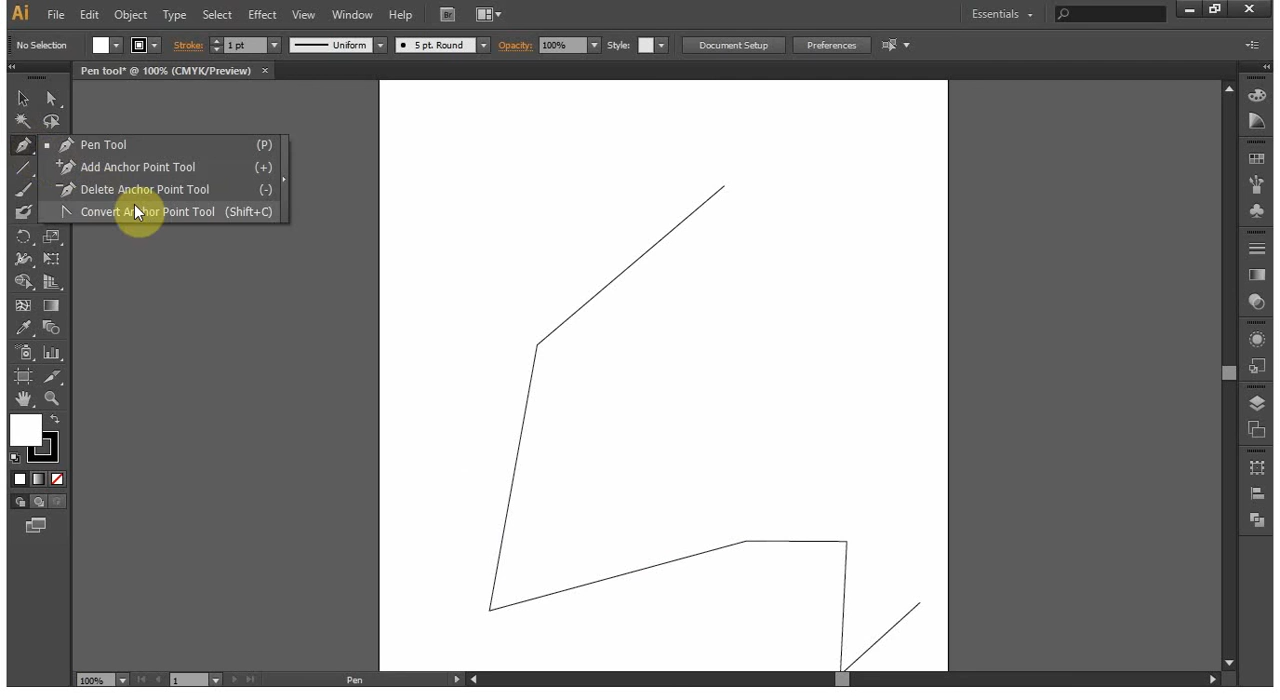 Ai File Edit Object Type Select Effect View Window Help Br Essentials
No Selection Stroke: 1 pt Uniform 5 pt. Round Opacity: 100% Style: Document Setup Preferences
Pen tool* @ 100% (CMYK/Preview) ×
Pen Tool (P)
Add Anchor Point Tool (+)
Delete Anchor Point Tool (-)
Convert Anchor Point Tool (Shift+C)
100% 1 Pen